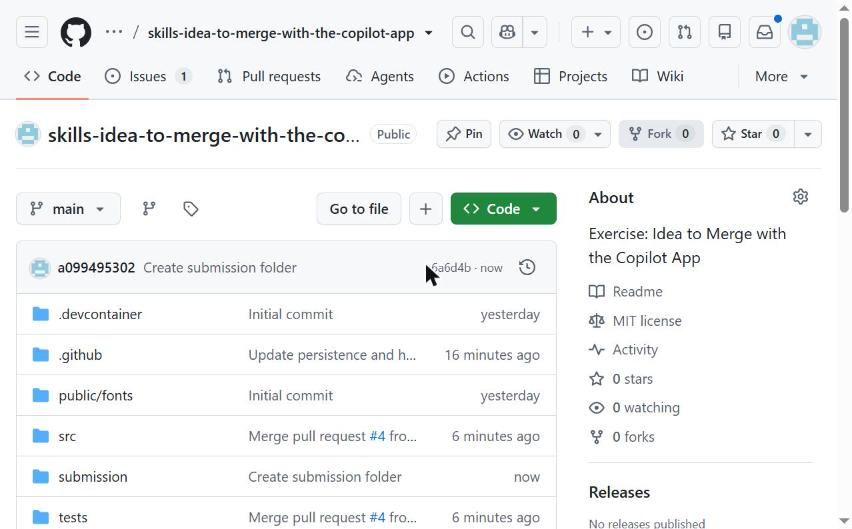 ··· / skills-idea-to-merge-with-the-copilot-app
Code Issues 1 Pull requests Agents Actions Projects Wiki More
skills-idea-to-merge-with-the-co... Public Pin Watch 0 Fork 0 Star 0
main Go to file + Code
About
Exercise: Idea to Merge with
the Copilot App
a099495302 Create submission folder · now
Readme
.devcontainer Initial commit yesterday
MIT license
.github Update persistence and h... 16 minutes ago
Activity
0 stars
public/fonts Initial commit yesterday
0 watching
src Merge pull request #4 fro... 6 minutes ago
0 forks
submission Create submission folder now
Releases
tests Merge pull request #4 fro... 6 minutes ago
No releases published